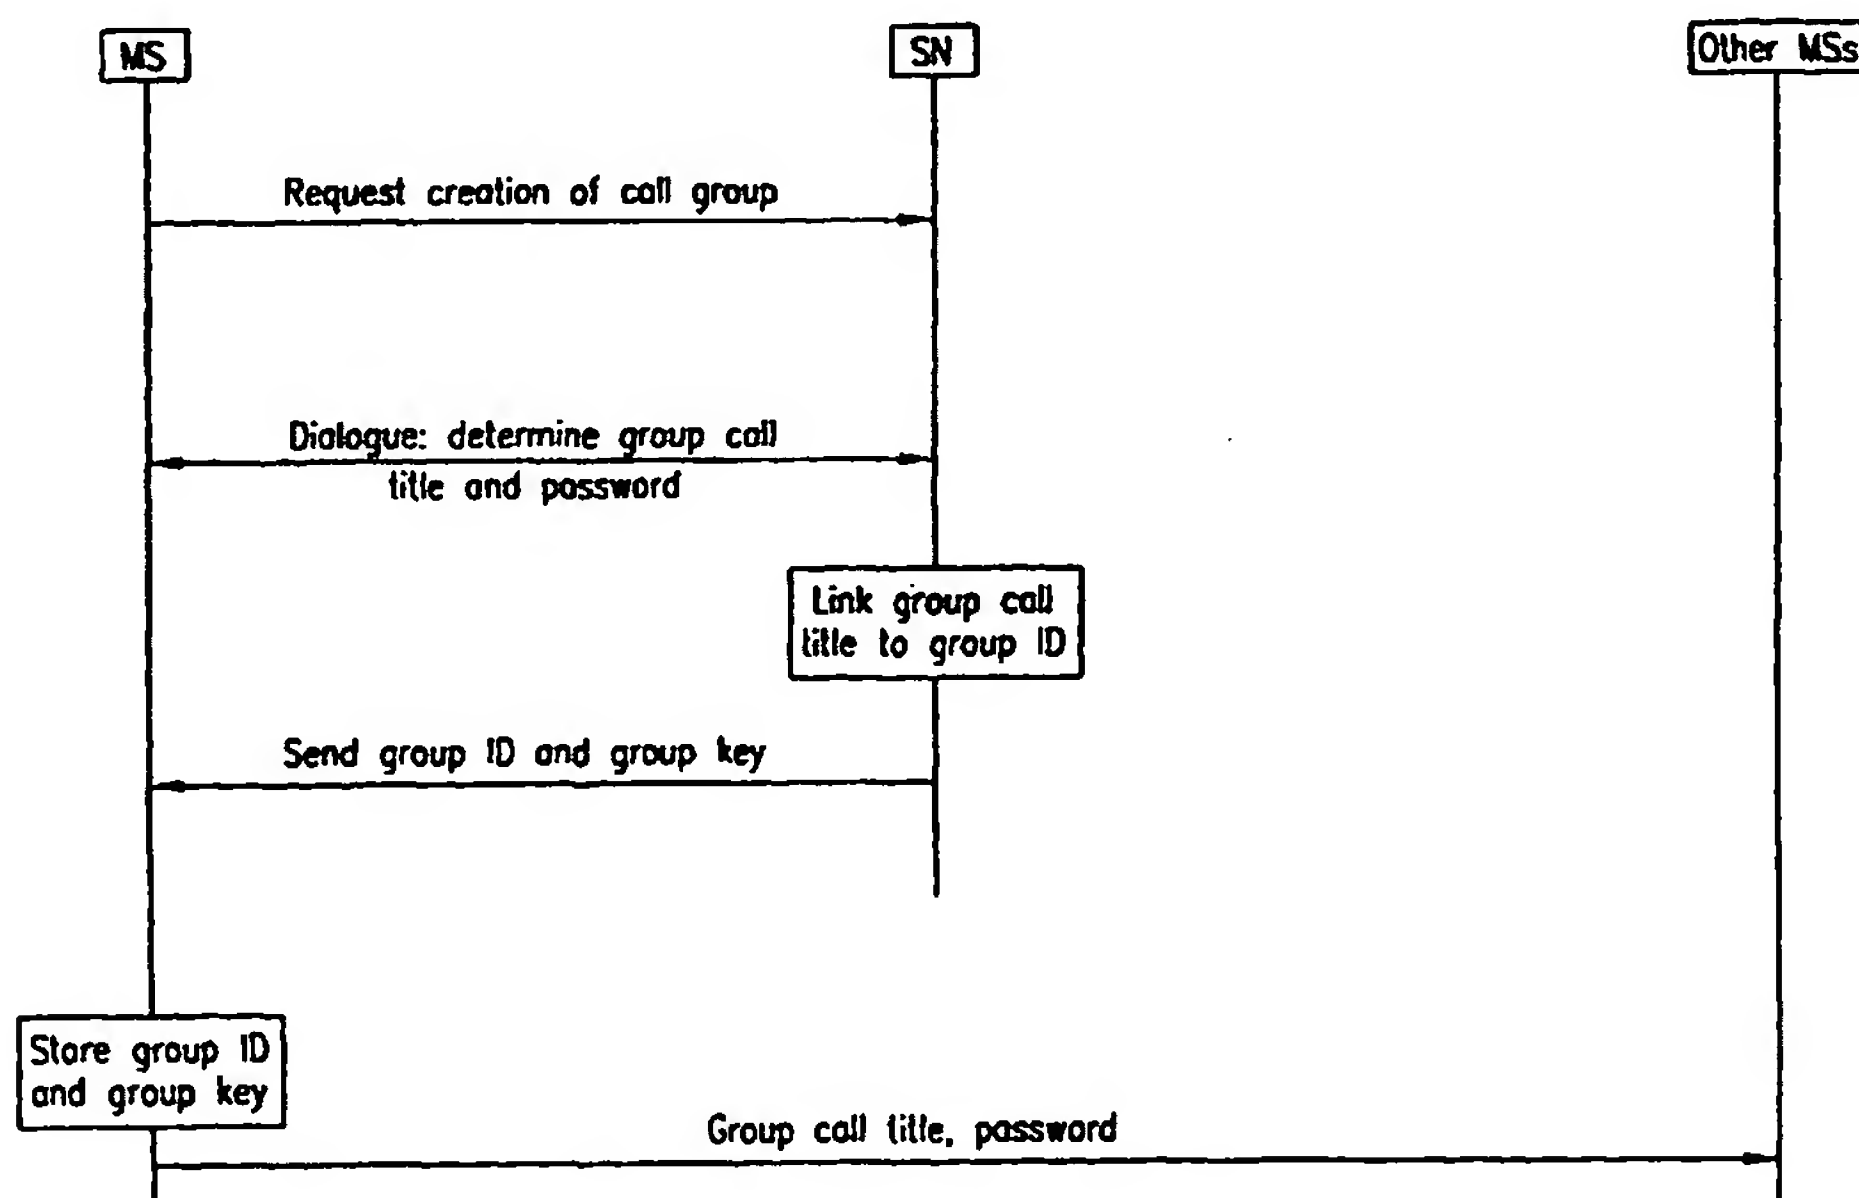 MS
SN
Other MSs
Request creation of call group
Dialogue: determine group call
title and password
Link group call
title to group ID
Send group ID and group key
Store group ID
and group key
Group call title, password